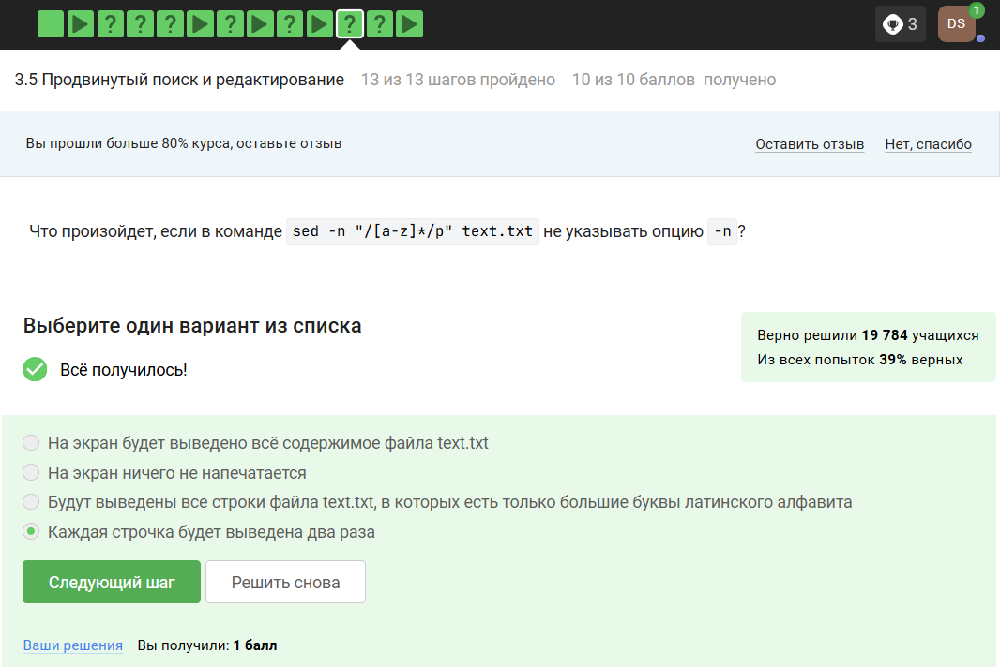 ? ? ? ? ? ? ?
3
DS
1
3.5 Продвинутый поиск и редактирование 13 из 13 шагов пройдено 10 из 10 баллов получено
Вы прошли больше 80% курса, оставьте отзыв Оставить отзыв Нет, спасибо
Что произойдет, если в команде sed -n "/[a-z]*/p" text.txt не указывать опцию -n ?
Выберите один вариант из списка
Всё получилось!
Верно решили 19 784 учащихся
Из всех попыток 39% верных
На экран будет выведено всё содержимое файла text.txt
На экран ничего не напечатается
Будут выведены все строки файла text.txt, в которых есть только большие буквы латинского алфавита
Каждая строчка будет выведена два раза
Следующий шаг Решить снова
Ваши решения Вы получили: 1 балл